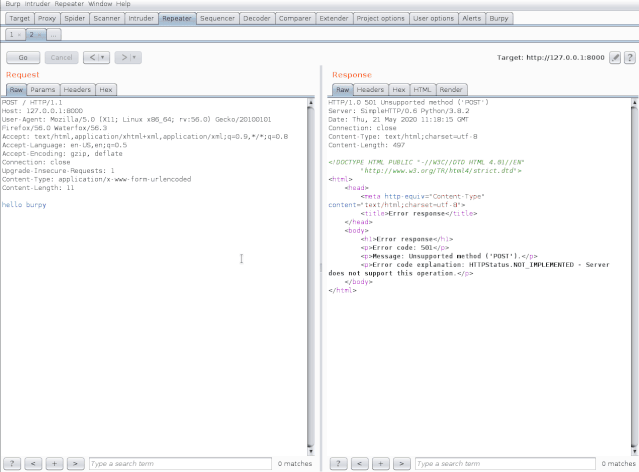 Burp Intruder Repeater Window Help
Target Proxy Spider Scanner Intruder Repeater Sequencer Decoder Comparer Extender Project options User options Alerts Burpy
1 × 2 × ...
Go Cancel < ▾ > ▾ Target: http://127.0.0.1:8000 ?
Request
Raw Params Headers Hex
POST / HTTP/1.1
Host: 127.0.0.1:8000
User-Agent: Mozilla/5.0 (X11; Linux x86_64; rv:56.0) Gecko/20100101
Firefox/56.0 Waterfox/56.3
Accept: text/html,application/xhtml+xml,application/xml;q=0.9,*/*;q=0.8
Accept-Language: en-US,en;q=0.5
Accept-Encoding: gzip, deflate
Connection: close
Upgrade-Insecure-Requests: 1
Content-Type: application/x-www-form-urlencoded
Content-Length: 11
hello burpy
? < + > Type a search term 0 matches
Response
Raw Headers Hex HTML Render
HTTP/1.0 501 Unsupported method ('POST')
Server: SimpleHTTP/0.6 Python/3.8.2
Date: Thu, 21 May 2020 11:18:15 GMT
Connection: close
Content-Type: text/html;charset=utf-8
Content-Length: 497
<!DOCTYPE HTML PUBLIC "-//W3C//DTD HTML 4.01//EN"
"http://www.w3.org/TR/html4/strict.dtd">
<html>
<head>
<meta http-equiv="Content-Type"
content="text/html;charset=utf-8">
<title>Error response</title>
</head>
<body>
<h1>Error response</h1>
<p>Error code: 501</p>
<p>Message: Unsupported method ('POST').</p>
<p>Error code explanation: HTTPStatus.NOT_IMPLEMENTED - Server
does not support this operation.</p>
</body>
</html>
? < + > Type a search term 0 matches